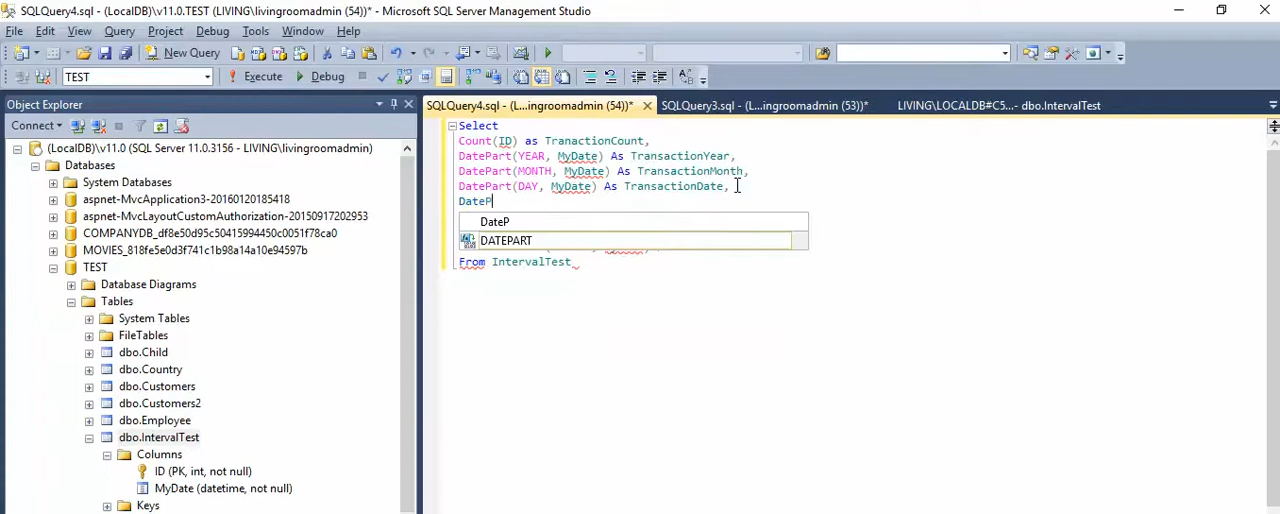 SQLQuery4.sql - (LocalDB)\v11.0.TEST (LIVING\livingroomadmin (54))* - Microsoft SQL Server Management Studio
File Edit View Query Project Debug Tools Window Help
New Query
TEST Execute Debug
Object Explorer
SQLQuery4.sql - (L...ingroomadmin (54))* SQLQuery3.sql - (L...ingroomadmin (53))* LIVING\LOCALDB#C5...- dbo.IntervalTest
Connect
(LocalDB)\v11.0 (SQL Server 11.0.3156 - LIVING\livingroomadmin)
Databases
System Databases
aspnet-MvcApplication3-20160120185418
aspnet-MvcLayoutCustomAuthorization-20150917202953
COMPANYDB_df8e50d95c50415994450c0051f78ca0
MOVIES_818fe5e0d3f741c1b98a14a10e94597b
TEST
Database Diagrams
Tables
System Tables
FileTables
dbo.Child
dbo.Country
dbo.Customers
dbo.Customers2
dbo.Employee
dbo.IntervalTest
Columns
ID (PK, int, not null)
MyDate (datetime, not null)
Keys
Select
Count(ID) as TranactionCount,
DatePart(YEAR, MyDate) As TransactionYear,
DatePart(MONTH, MyDate) As TransactionMonth,
DatePart(DAY, MyDate) As TransactionDate,
DateP
DateP
DATEPART
From IntervalTest